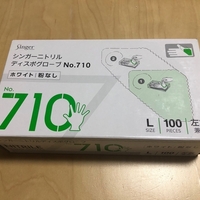 Singer
シンガーニトリル
ディスポグローブ No.710
ホワイト 粉なし
No.
710
L
SIZE
100
PIECES
左